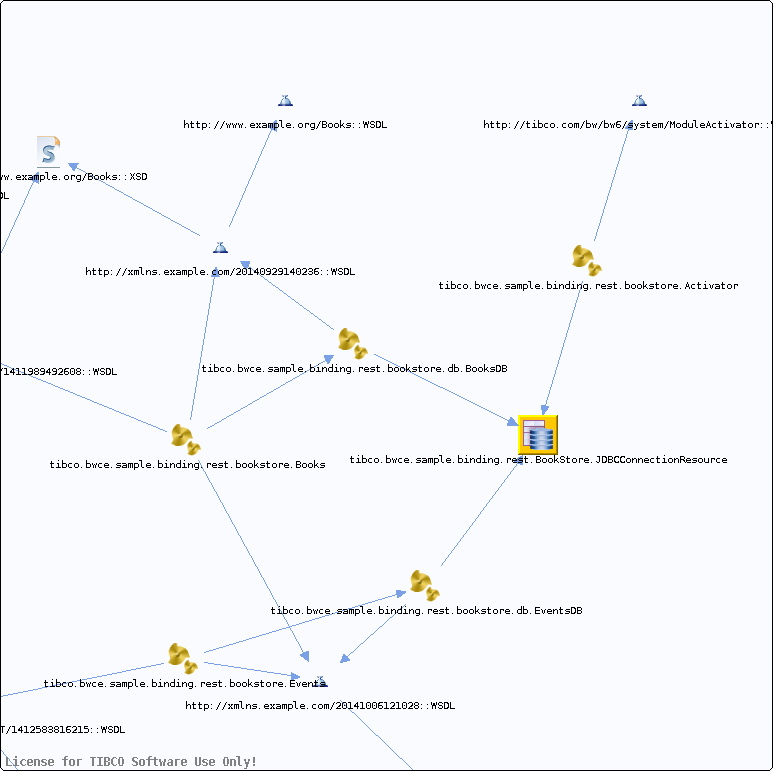 http://www.example.org/Books::WSDL
http://tibco.com/bw/bw6/system/ModuleActivator::
S
ww.example.org/Books::XSD
DL
http://xmlns.example.com/20140929140236::WSDL
tibco.bwce.sample.binding.rest.bookstore.Activator
tibco.bwce.sample.binding.rest.bookstore.db.BooksDB
/1411989492608::WSDL
tibco.bwce.sample.binding.rest.BookStore.JDBCConnectionResource
tibco.bwce.sample.binding.rest.bookstore.Books
tibco.bwce.sample.binding.rest.bookstore.db.EventsDB
tibco.bwce.sample.binding.rest.bookstore.Events
http://xmlns.example.com/20141006121028::WSDL
T/1412583816215::WSDL
License for TIBCO Software Use Only!